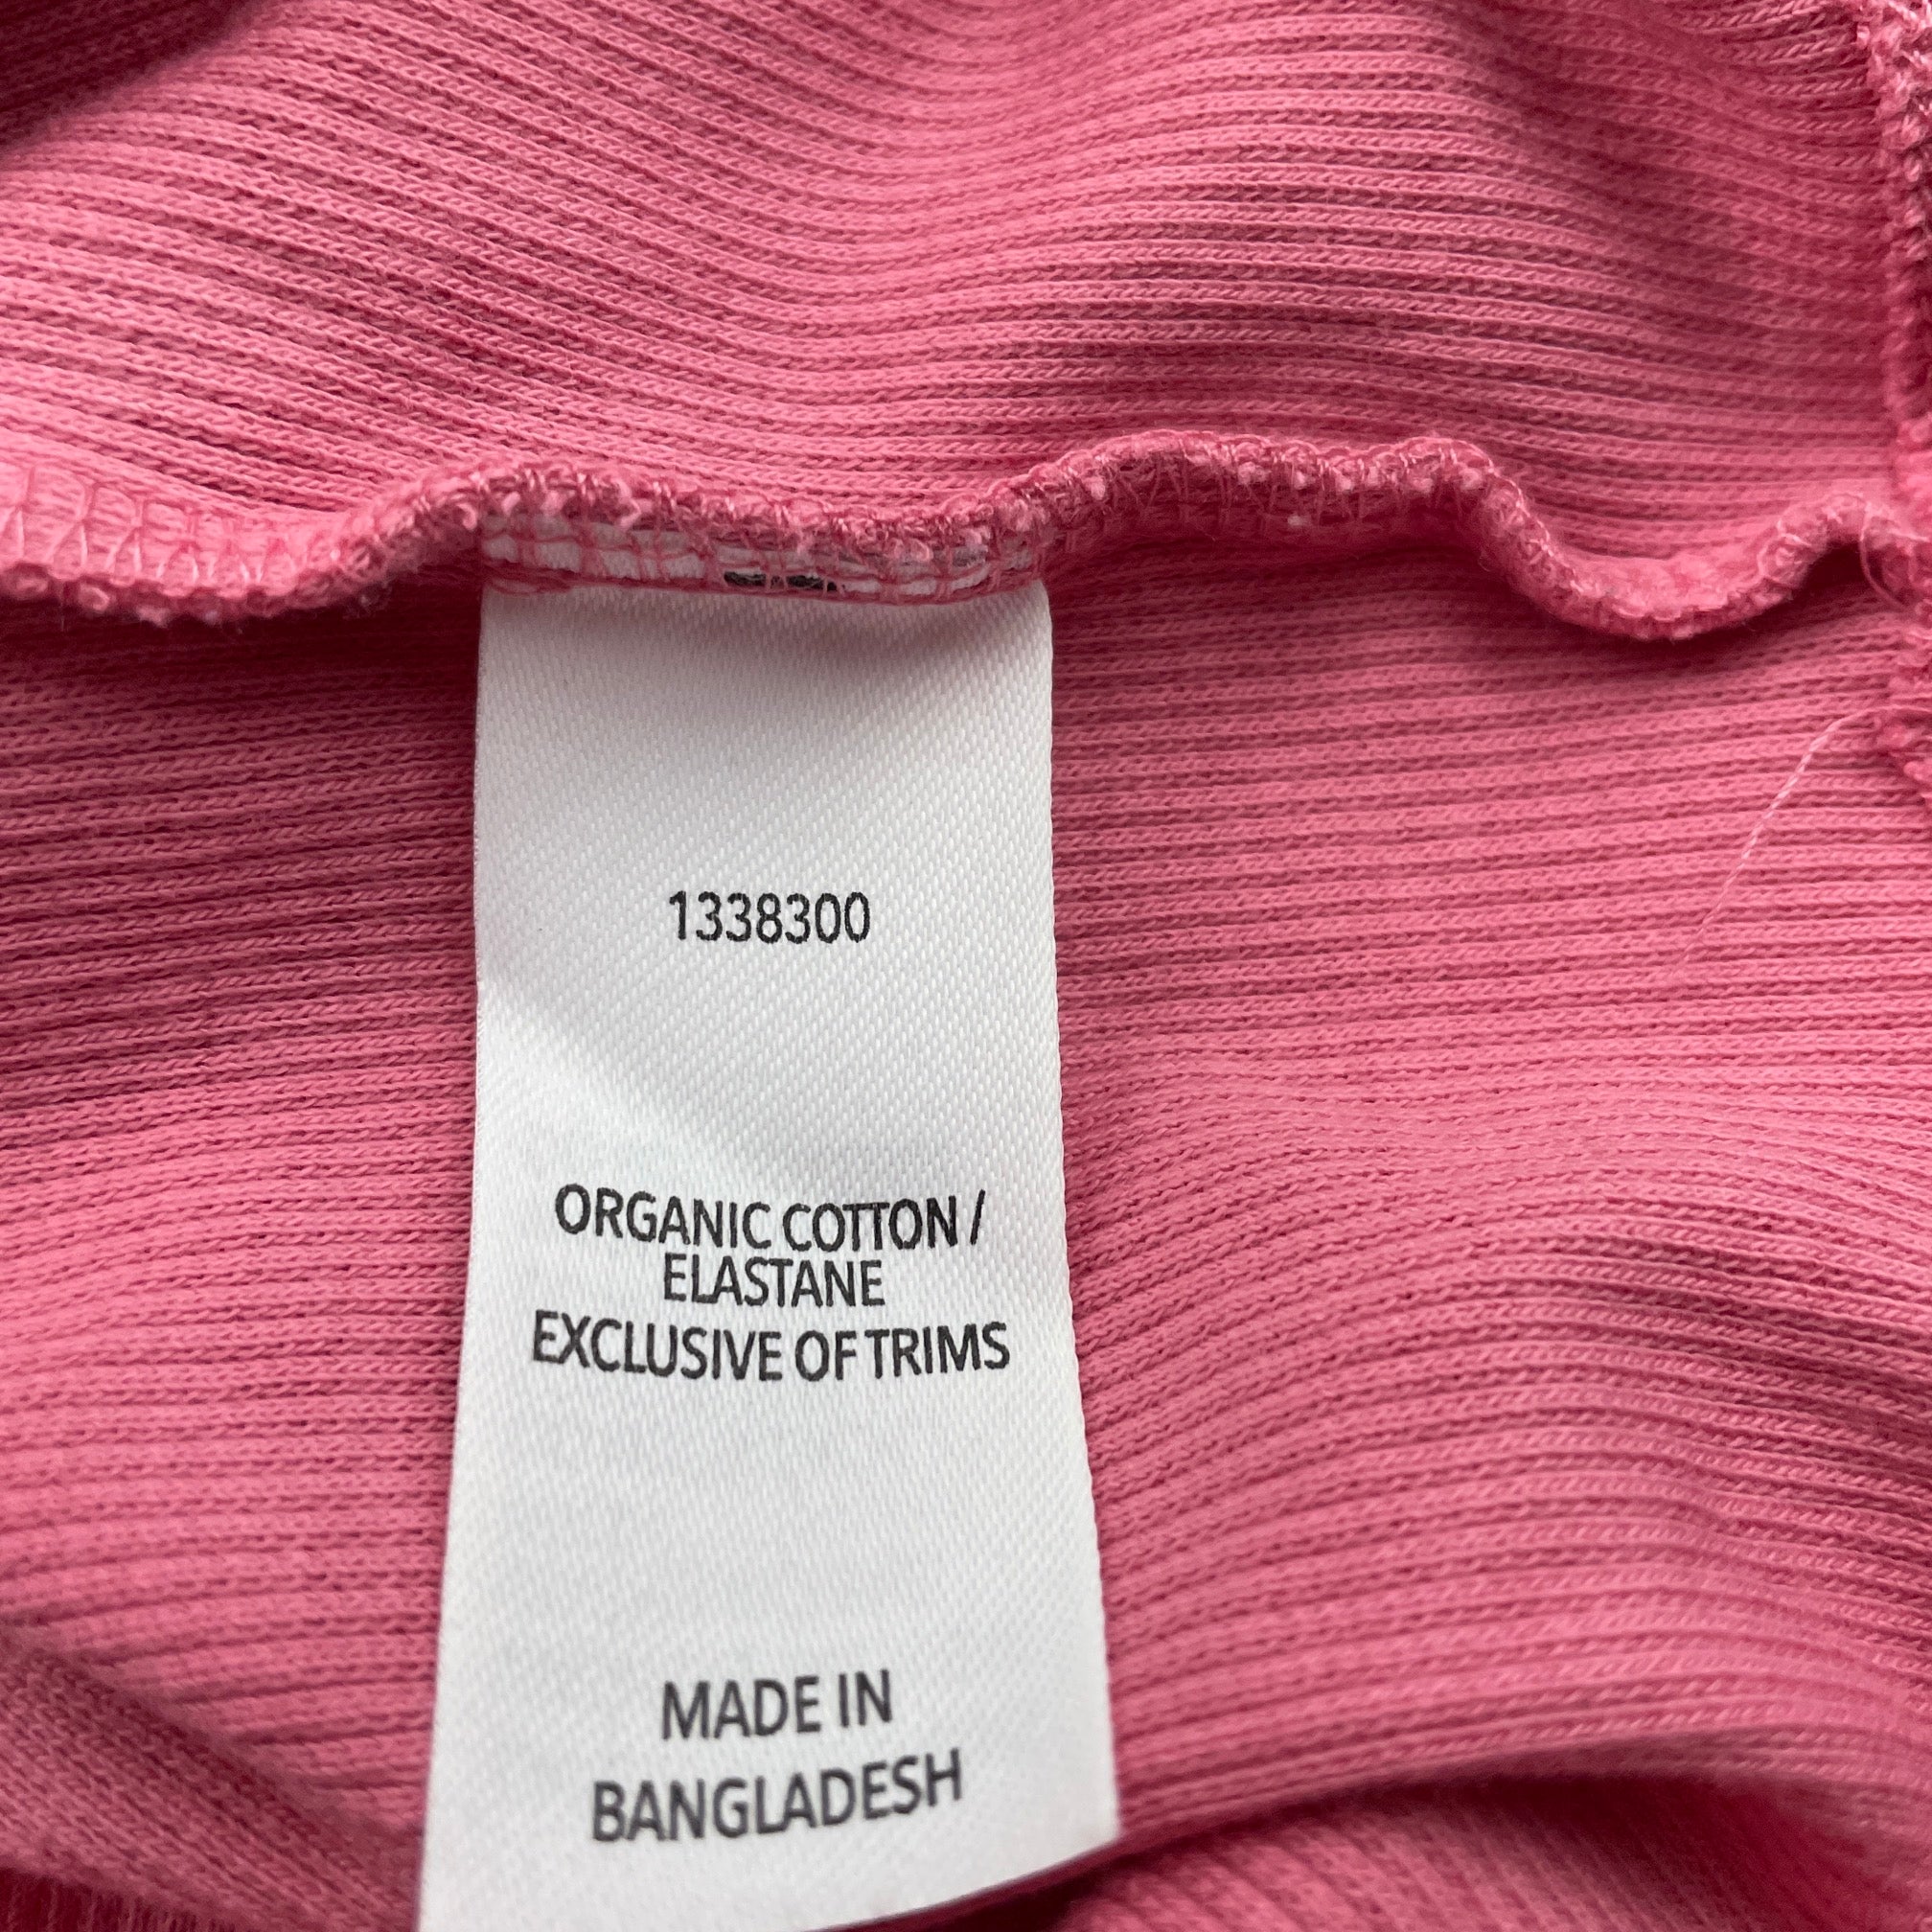 1338300
ORGANIC COTTON /
ELASTANE
EXCLUSIVE OF TRIMS
MADE IN
BANGLADESH